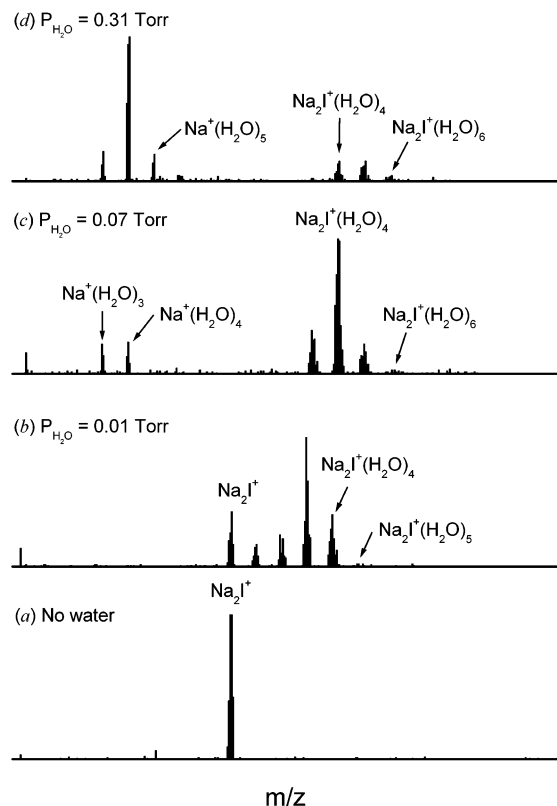 (d) P_H₂O = 0.31 Torr
Na⁺(H₂O)₅
Na₂I⁺(H₂O)₄
Na₂I⁺(H₂O)₆
(c) P_H₂O = 0.07 Torr
Na₂I⁺(H₂O)₄
Na⁺(H₂O)₃
Na⁺(H₂O)₄
Na₂I⁺(H₂O)₆
(b) P_H₂O = 0.01 Torr
Na₂I⁺
Na₂I⁺(H₂O)₄
Na₂I⁺(H₂O)₅
Na₂I⁺
(a) No water
m/z